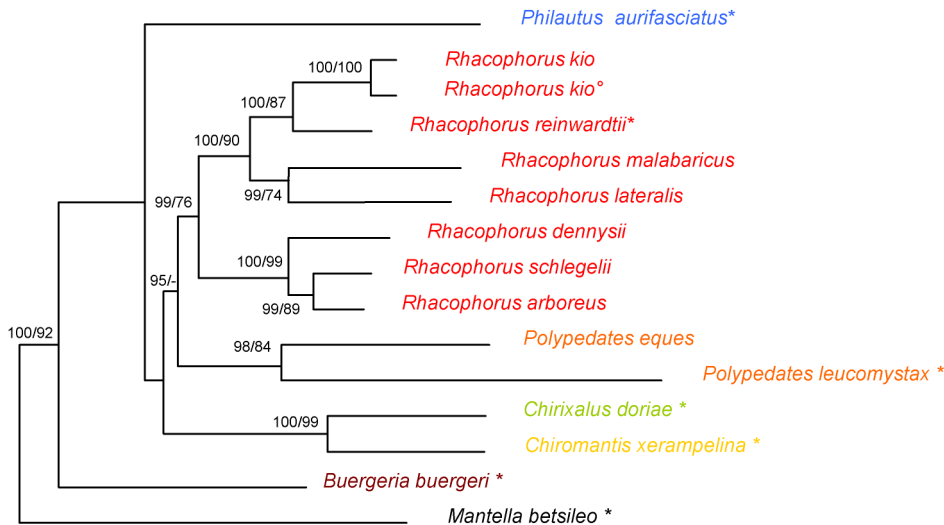 Philautus aurifasciatus*
Rhacophorus kio
100/100
Rhacophorus kio°
100/87
Rhacophorus reinwardtii*
100/90
Rhacophorus malabaricus
99/74
Rhacophorus lateralis
99/76
Rhacophorus dennysii
100/99
Rhacophorus schlegelii
95/-
99/89
Rhacophorus arboreus
100/92
98/84
Polypedates eques
Polypedates leucomystax *
Chirixalus doriae *
100/99
Chiromantis xerampelina *
Buergeria buergeri *
Mantella betsileo *